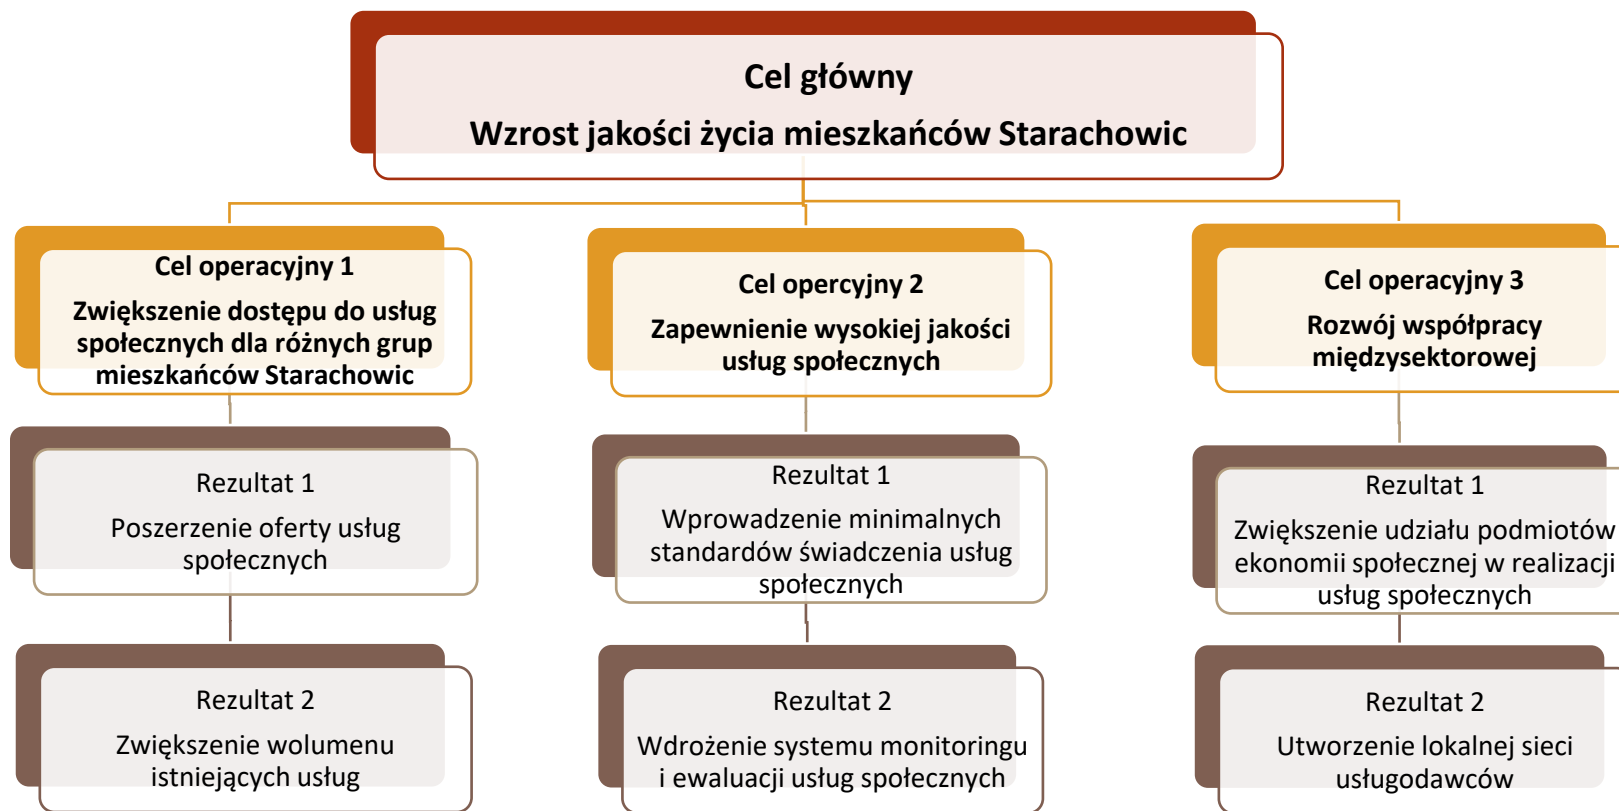 Cel główny
Wzrost jakości życia mieszkańców Starachowic
Cel operacyjny 1
Zwiększenie dostępu do usług
społecznych dla różnych grup
mieszkańców Starachowic
Cel opercyjny 2
Zapewnienie wysokiej jakości
usług społecznych
Cel operacyjny 3
Rozwój współpracy
międzysektorowej
Rezultat 1
Poszerzenie oferty usług
społecznych
Rezultat 1
Wprowadzenie minimalnych
standardów świadczenia usług
społecznych
Rezultat 1
Zwiększenie udziału podmiotów
ekonomii społecznej w realizacji
usług społecznych
Rezultat 2
Zwiększenie wolumenu
istniejących usług
Rezultat 2
Wdrożenie systemu monitoringu
i ewaluacji usług społecznych
Rezultat 2
Utworzenie lokalnej sieci
usługodawców